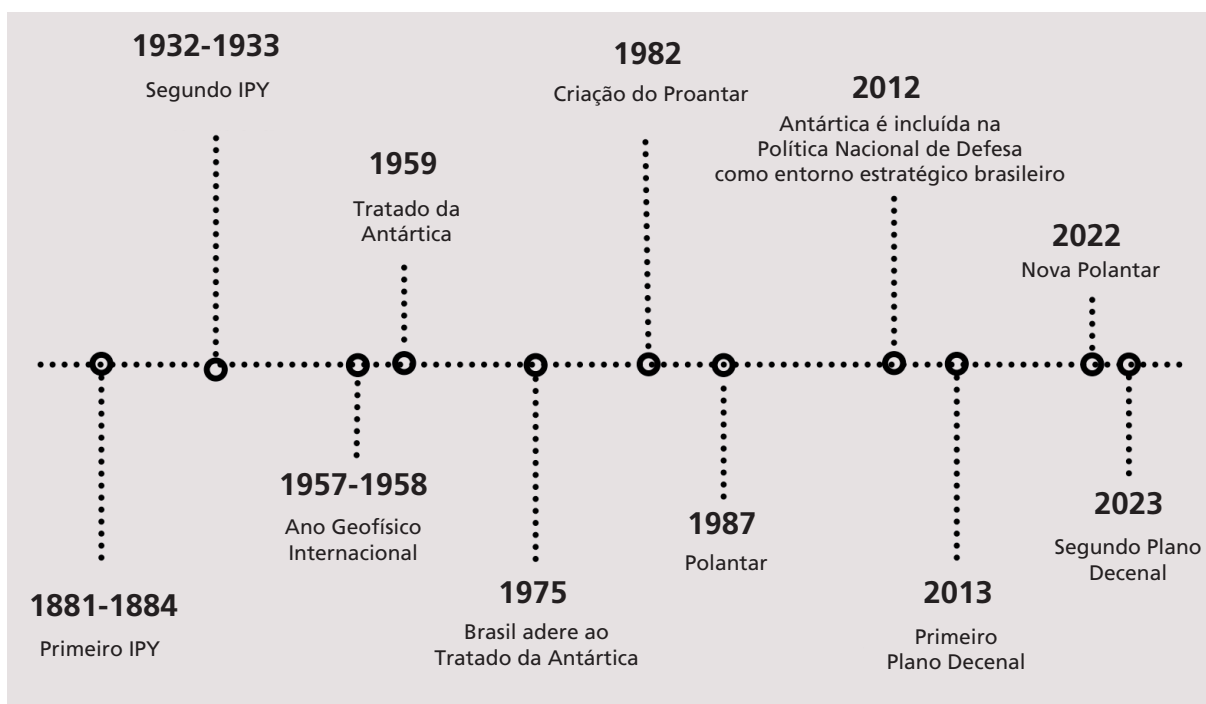 1932-1933
Segundo IPY
1959
Tratado da
Antártica
1982
Criação do Proantar
2012
Antártica é incluída na
Política Nacional de Defesa
como entorno estratégico brasileiro
2022
Nova Polantar
1881-1884
Primeiro IPY
1957-1958
Ano Geofísico
Internacional
1975
Brasil adere ao
Tratado da Antártica
1987
Polantar
2013
Primeiro
Plano Decenal
2023
Segundo Plano
Decenal